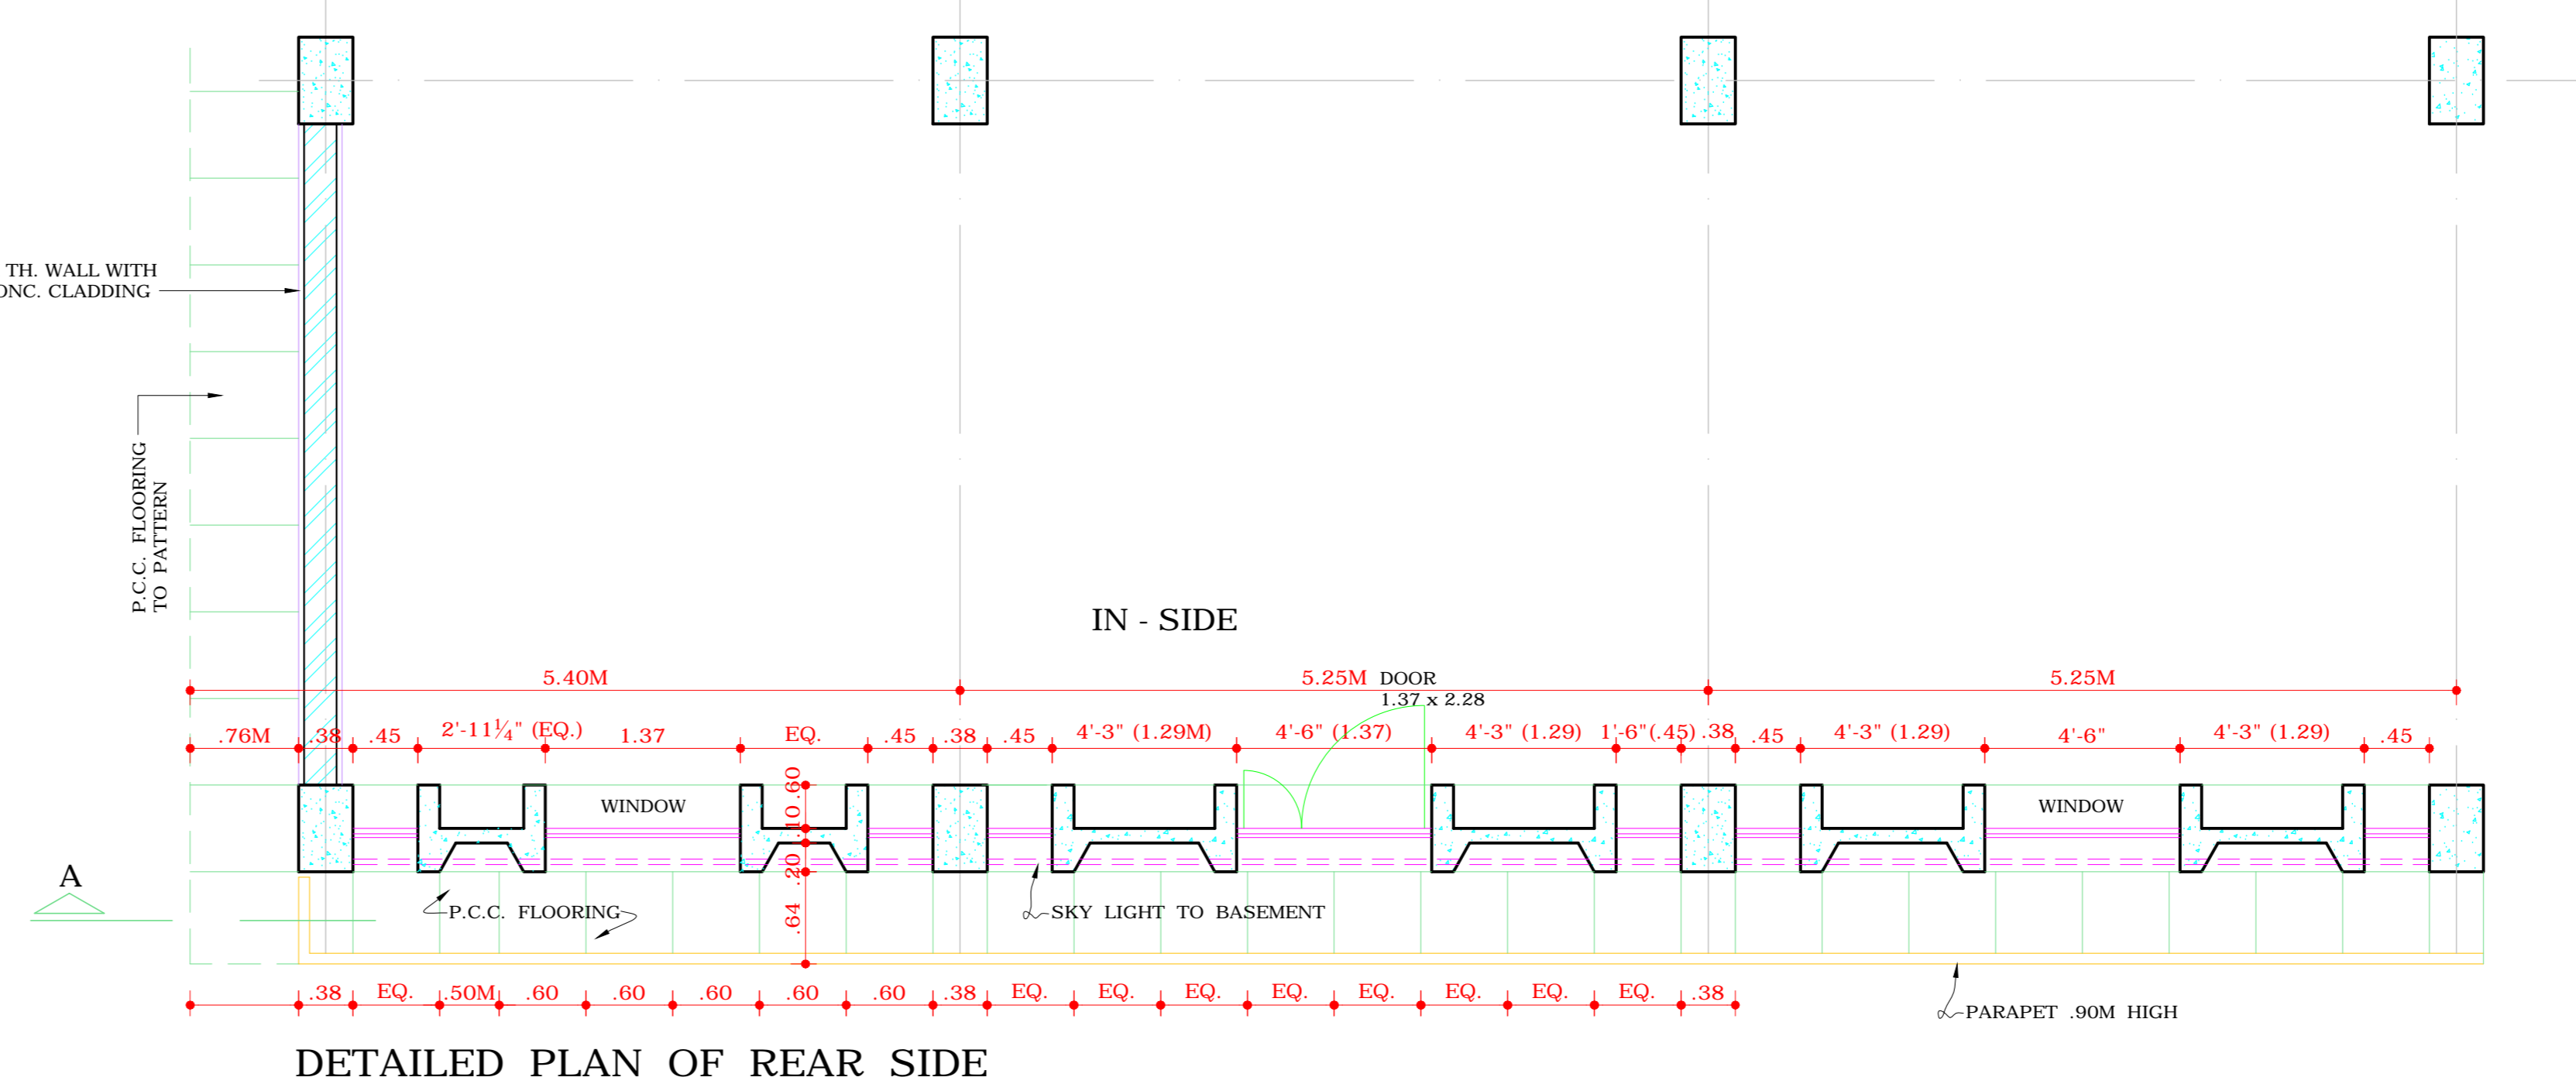 TH. WALL WITH
ONC. CLADDING
P.C.C. FLOORING
TO PATTERN
IN - SIDE
5.40M 5.25M DOOR 5.25M
1.37 x 2.28
.76M .38 .45 2'-11¼" (EQ.) 1.37 EQ. .45 .38 .45 4'-3" (1.29M) 4'-6" (1.37) 4'-3" (1.29) 1'-6"(.45) .38 .45 4'-3" (1.29) 4'-6" 4'-3" (1.29) .45
.60
.10
.20
.64
WINDOW WINDOW
A
P.C.C. FLOORING SKY LIGHT TO BASEMENT
.38 EQ. .50M .60 .60 .60 .60 .60 .38 EQ. EQ. EQ. EQ. EQ. EQ. EQ. EQ. .38
PARAPET .90M HIGH
DETAILED PLAN OF REAR SIDE